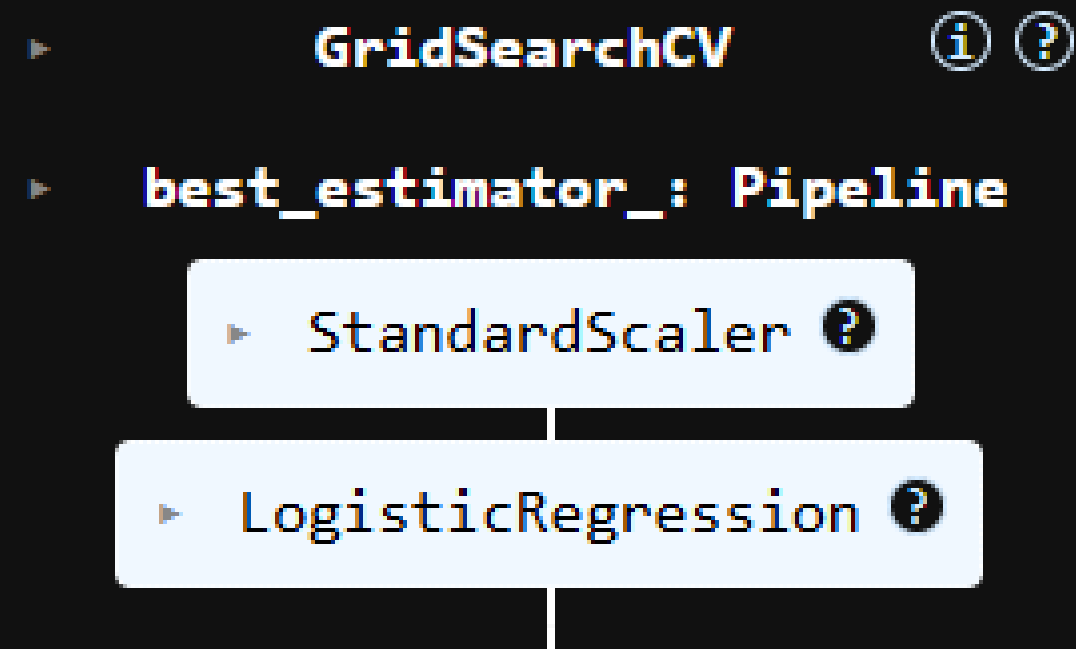 GridSearchCV i ?
best_estimator_: Pipeline
StandardScaler ?
LogisticRegression ?